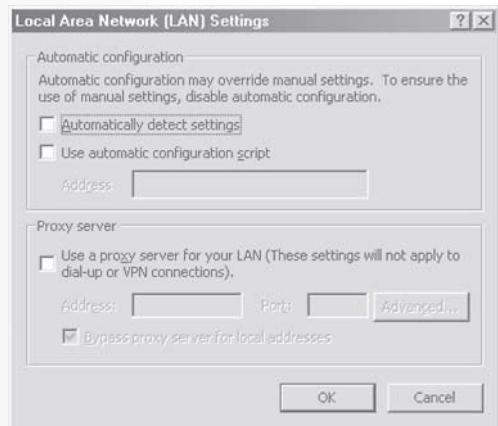 Local Area Network (LAN) Settings
Automatic configuration
Automatic configuration may override manual settings. To ensure the
use of manual settings, disable automatic configuration.
Automatically detect settings
Use automatic configuration script
Address
Proxy server
Use a proxy server for your LAN (These settings will not apply to
dial-up or VPN connections).
Address: Port: Advanced...
Bypass proxy server for local addresses
OK Cancel